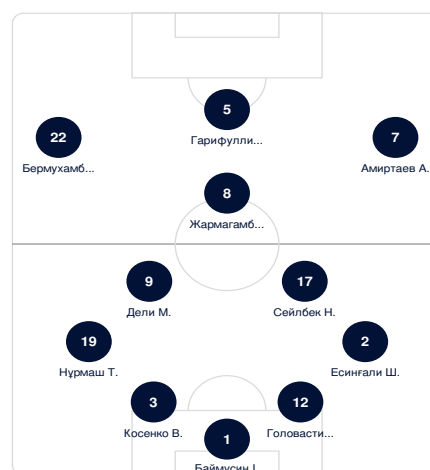 5
Гарифулли...
22
Бермухамб...
7
Амиртаев А.
8
Жармагамб...
9
Дели М.
17
Сейлбек Н.
19
Нұрмаш Т.
2
Есинғали Ш.
3
Косенко В.
12
Головасти...
1
Баймусин І